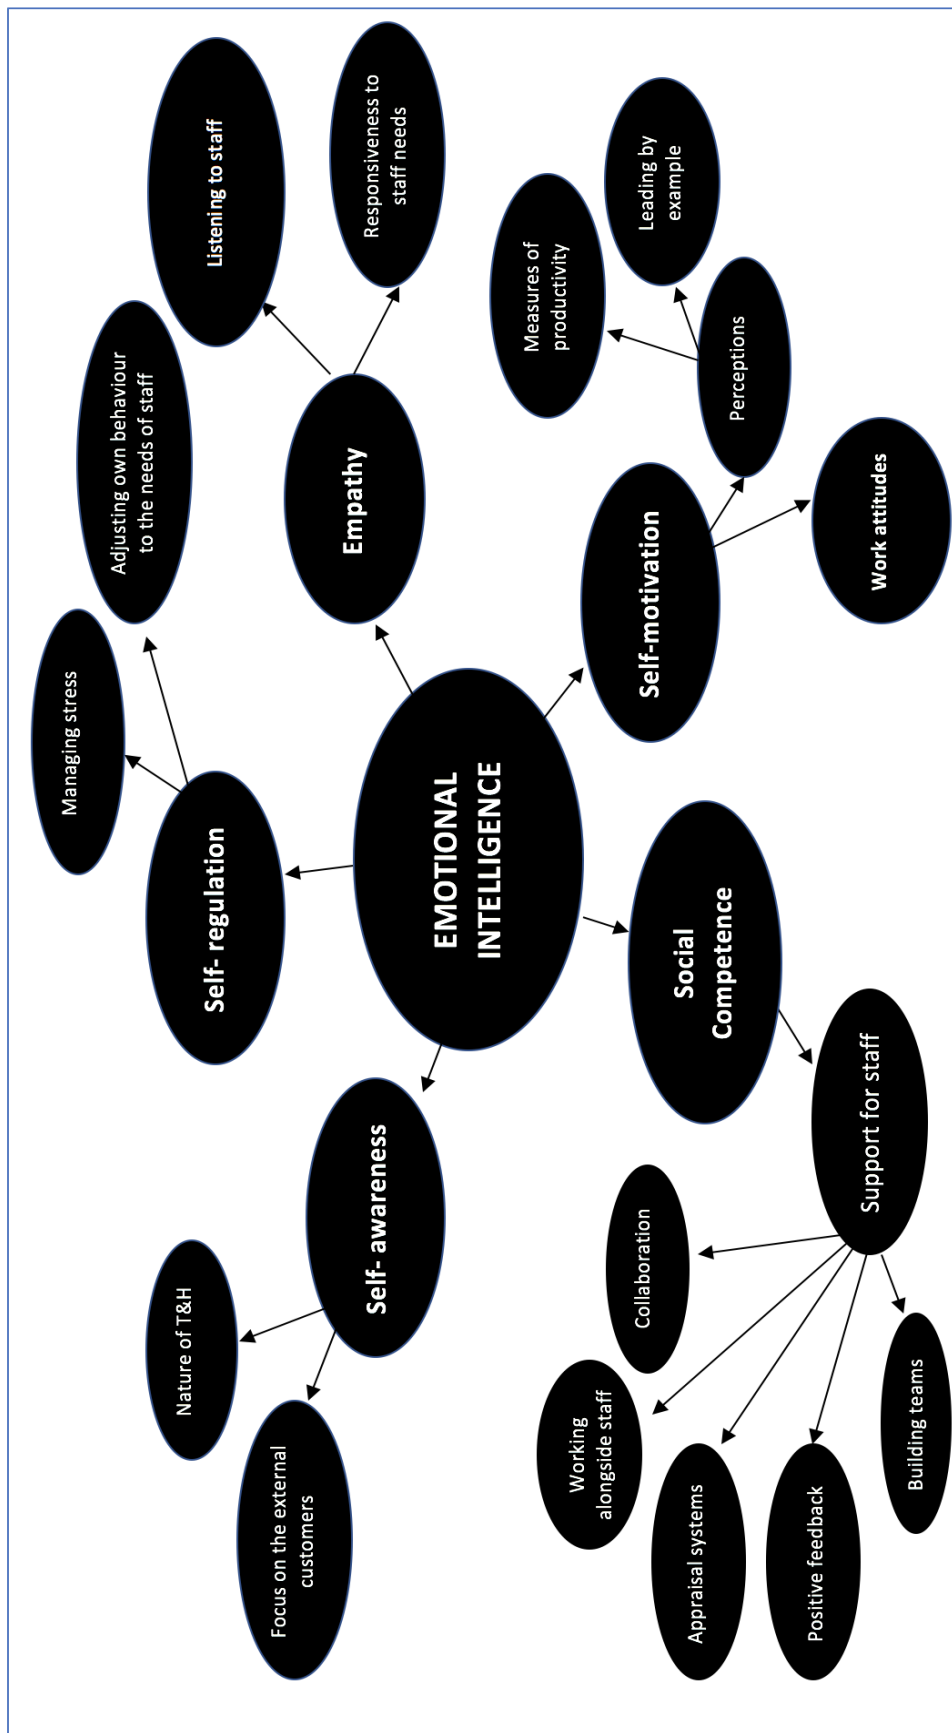 Managing stress
Adjusting own behaviour
to the needs of staff
Listening to staff
Responsiveness to
staff needs
Self- regulation
Empathy
Nature of T&H
Focus on the external
customers
Self- awareness
EMOTIONAL
INTELLIGENCE
Measures of
productivity
Leading by
example
Self-motivation
Perceptions
Work attitudes
Social
Competence
Support for staff
Collaboration
Working
alongside staff
Appraisal systems
Positive feedback
Building teams